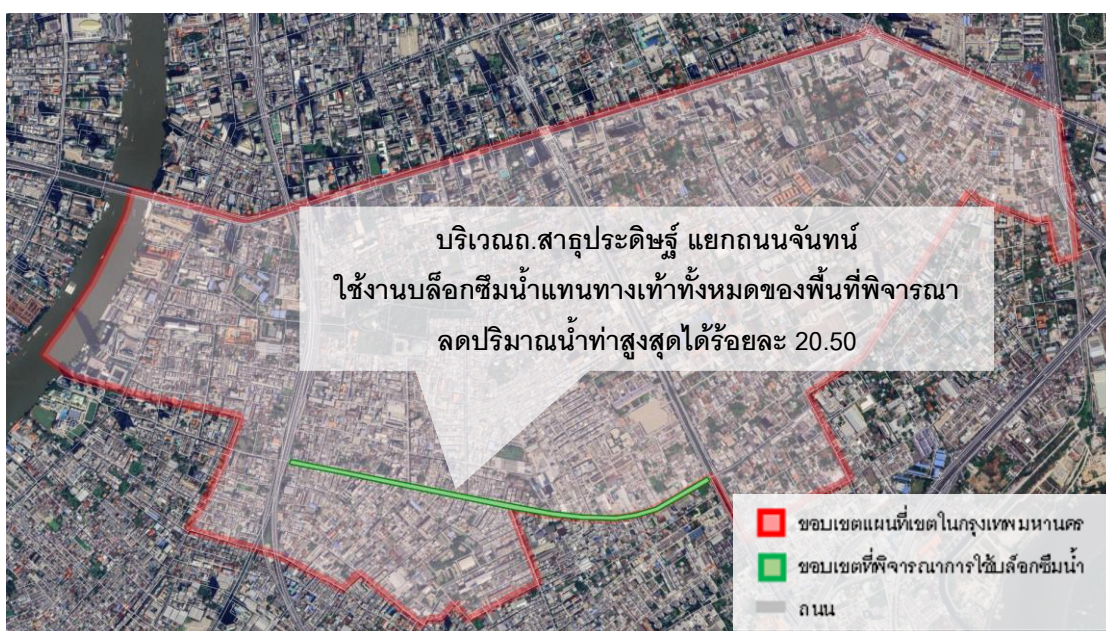 บริเวณถ.สาธุประดิษฐ์ แยกถนนจันทน์
ใช้งานบล็อกซึมน้ำแทนทางเท้าทั้งหมดของพื้นที่พิจารณา
ลดปริมาณน้ำท่าสูงสุดได้ร้อยละ 20.50
ขอบเขตแผนที่เขตในกรุงเทพมหานคร
ขอบเขตที่พิจารณาการใช้บล็อกซึมน้ำ
ถนน